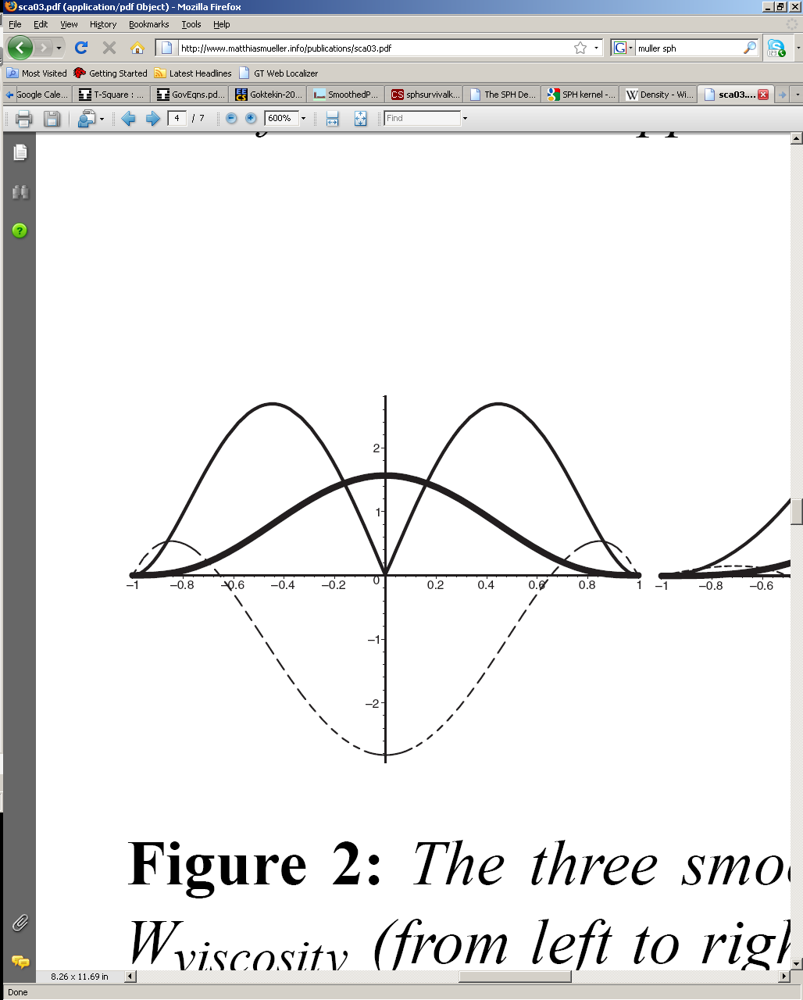 sca03.pdf (application/pdf Object) - Mozilla Firefox
File Edit View History Bookmarks Tools Help
http://www.matthiasmueller.info/publications/sca03.pdf
muller sph
Most Visited Getting Started Latest Headlines GT Web Localizer
Google Cale... T-Square : ... GovEqns.pd... Goktekin-20... SmoothedP... sphsurvivalk... The SPH De... SPH kernel -... Density - Wi... sca03....
4 / 7 600% Find
2
1
−1 −0.8 −0.6 −0.4 −0.2 0 0.2 0.4 0.6 0.8 1 −1 −0.8 −0.6
−1
−2
Figure 2: The three smoo
Wviscosity (from left to righ
8.26 x 11.69 in
Done